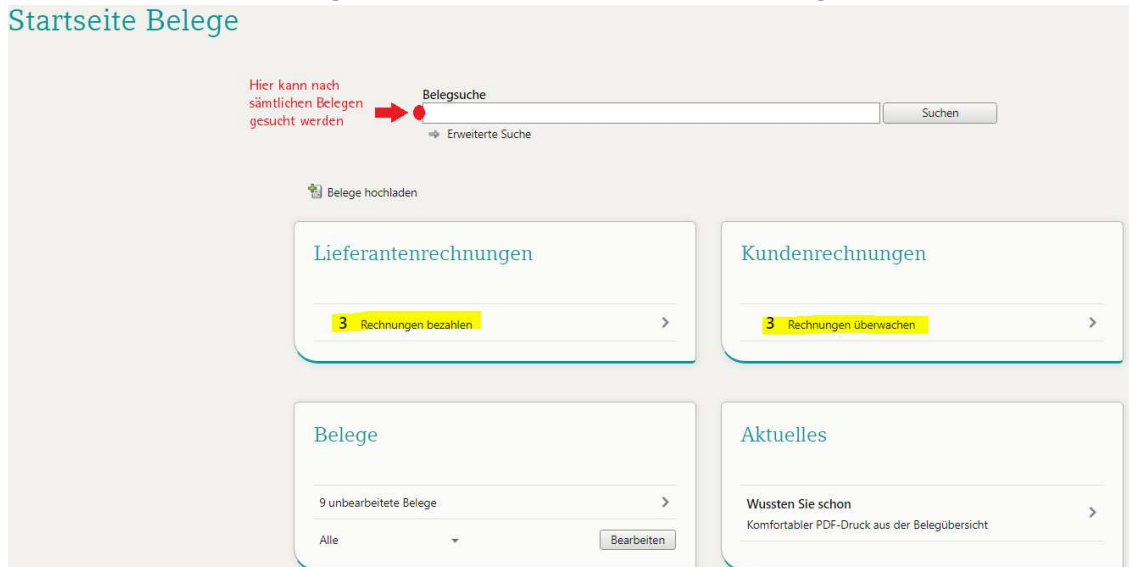 Startseite Belege
Hier kann nach
sämtlichen Belegen
gesucht werden
Belegsuche
Suchen
Erweiterte Suche
Belege hochladen
Lieferantenrechnungen
3 Rechnungen bezahlen
Kundenrechnungen
3 Rechnungen überwachen
Belege
9 unbearbeitete Belege
Alle
Bearbeiten
Aktuelles
Wussten Sie schon
Komfortabler PDF-Druck aus der Belegübersicht